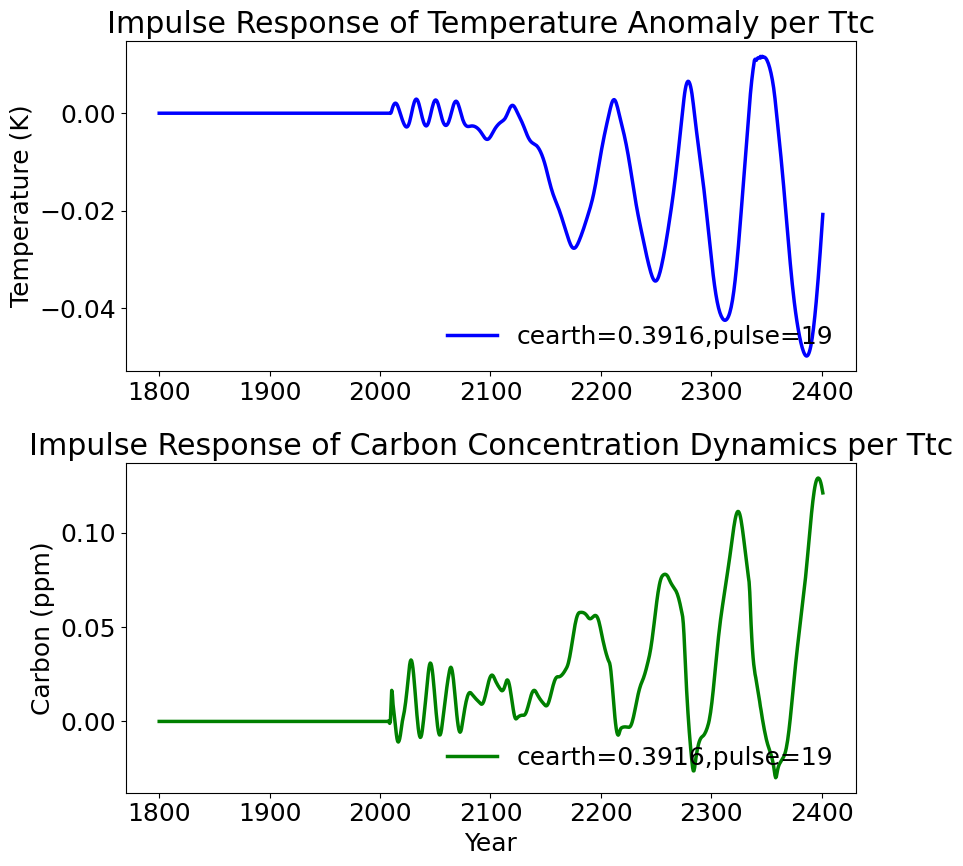 Impulse Response of Temperature Anomaly per Ttc
Temperature (K)
0.00
−0.02
−0.04
cearth=0.3916,pulse=19
1800 1900 2000 2100 2200 2300 2400
Impulse Response of Carbon Concentration Dynamics per Ttc
Carbon (ppm)
0.10
0.05
0.00
cearth=0.3916,pulse=19
1800 1900 2000 2100 2200 2300 2400
Year